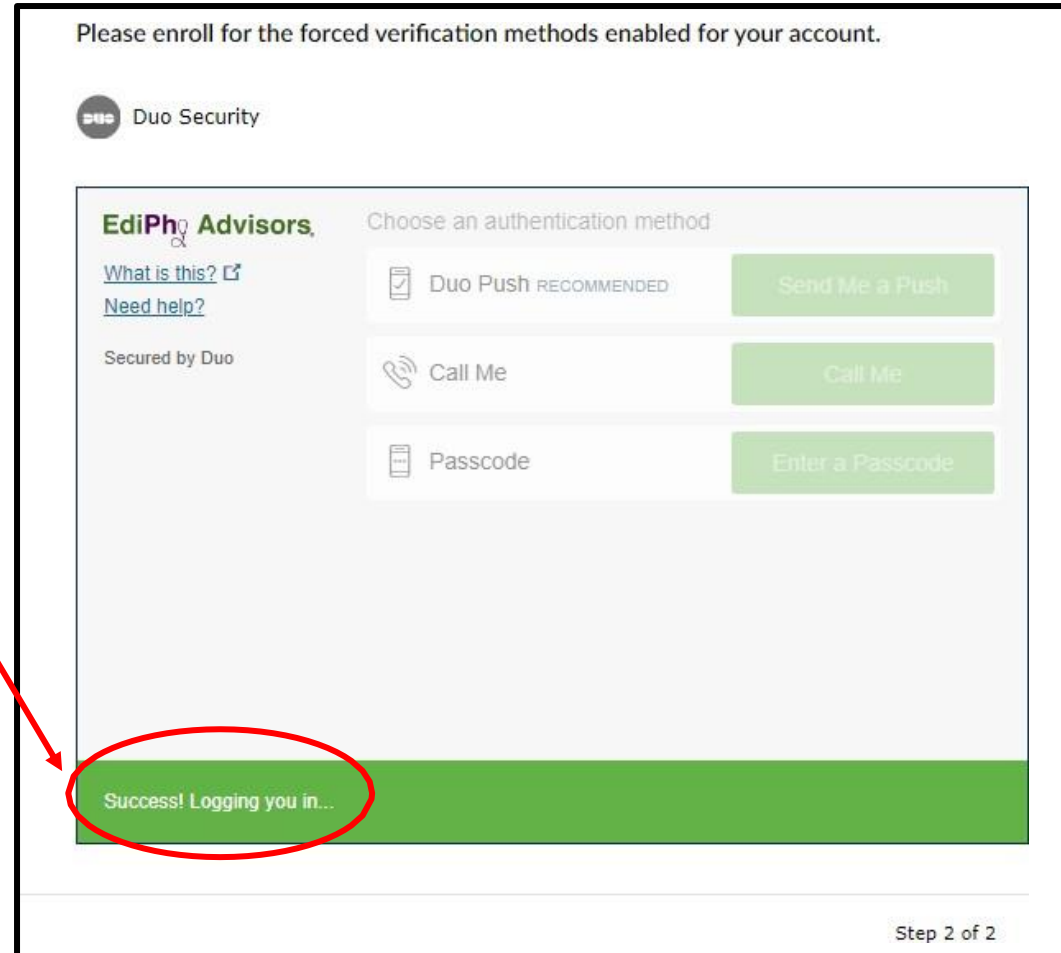 Please enroll for the forced verification methods enabled for your account.
DUO Duo Security
EdiPhy Advisors
What is this?
Need help?
Secured by Duo
Choose an authentication method
Duo Push RECOMMENDED Send Me a Push
Call Me Call Me
Passcode Enter a Passcode
Success! Logging you in...
Step 2 of 2